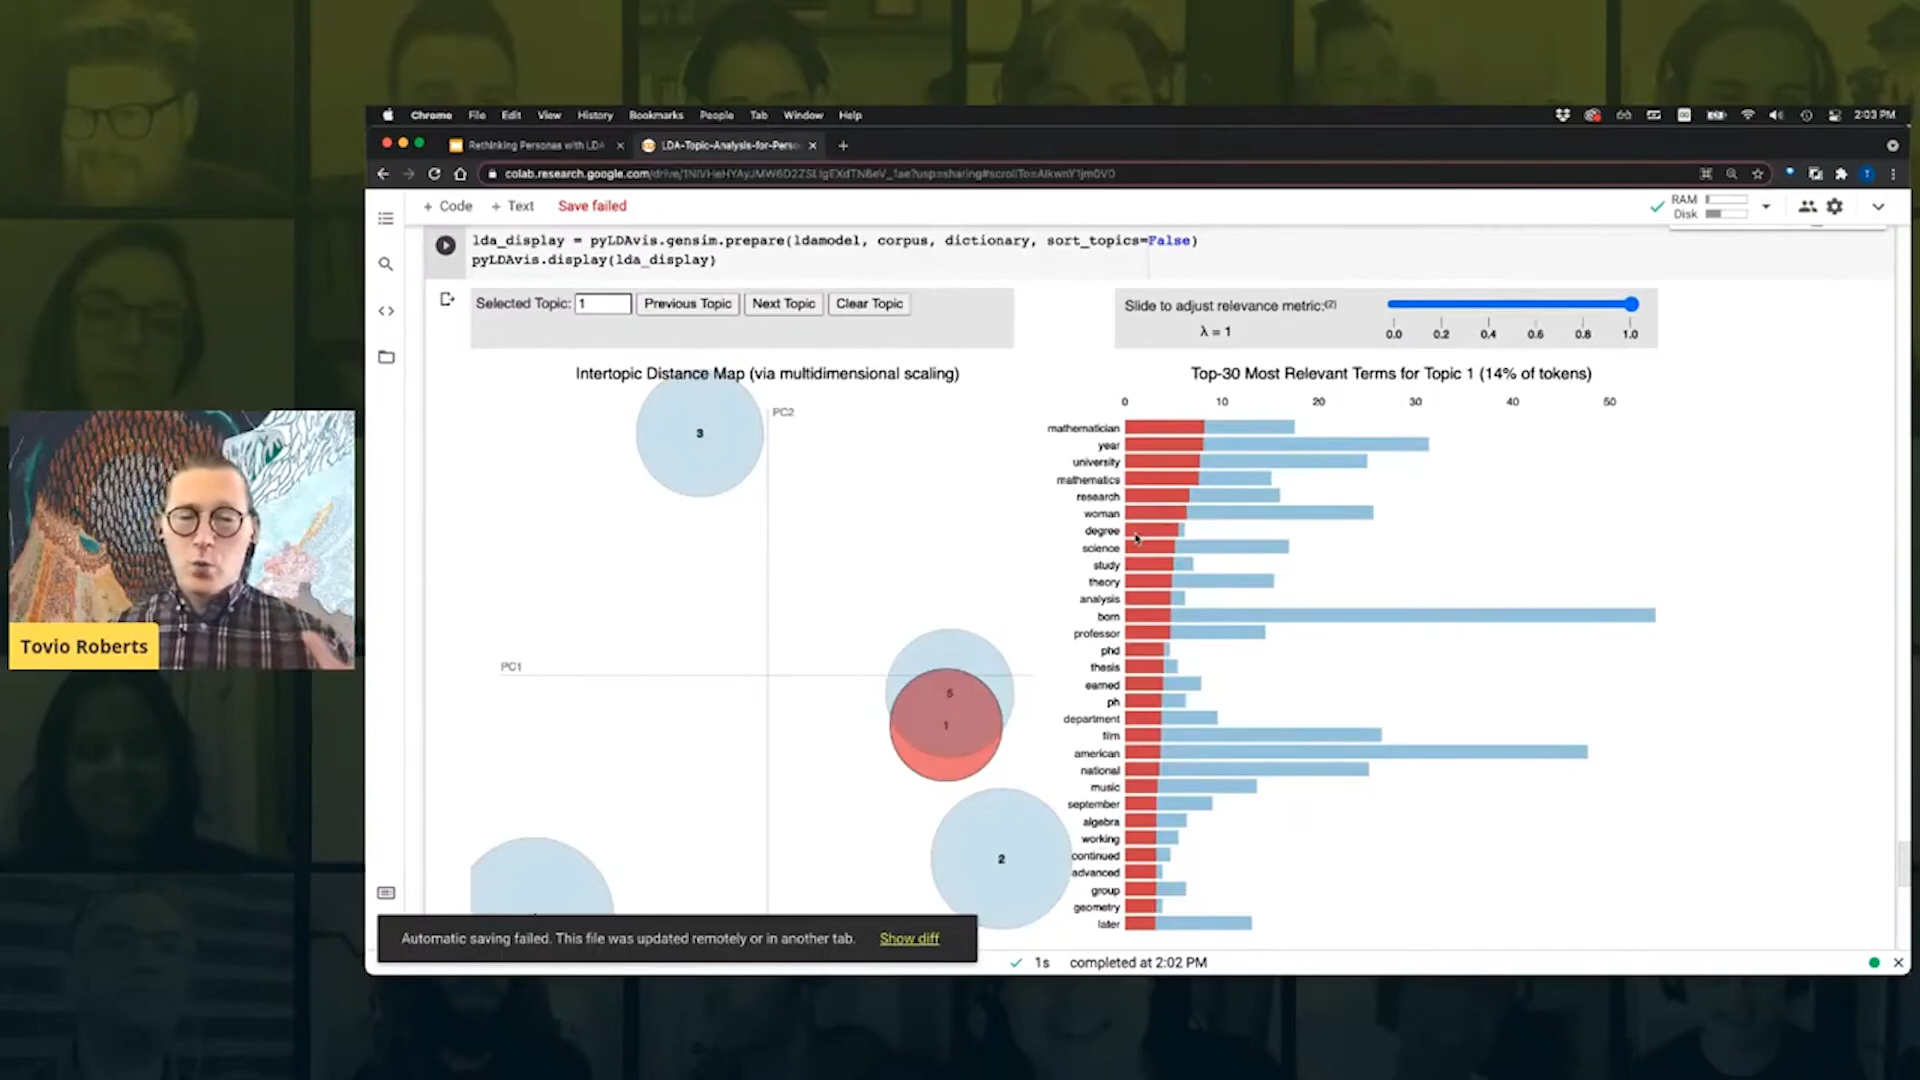 Chrome File Edit View History Bookmarks People Tab Window Help
2:03 PM
Rethinking Personas with LDA
LDA-Topic-Analysis-for-Perso
colab.research.google.com
+ Code + Text Save failed
RAM
Disk
lda_display = pyLDAvis.gensim.prepare(ldamodel, corpus, dictionary, sort_topics=False)
pyLDAvis.display(lda_display)
Selected Topic: 1 Previous Topic Next Topic Clear Topic
Slide to adjust relevance metric:(2)
λ = 1
0.0 0.2 0.4 0.6 0.8 1.0
Intertopic Distance Map (via multidimensional scaling)
PC2
PC1
3
5
1
2
Top-30 Most Relevant Terms for Topic 1 (14% of tokens)
0 10 20 30 40 50
mathematician
year
university
mathematics
research
woman
degree
science
study
theory
analysis
born
professor
phd
thesis
earned
ph
department
film
american
national
music
september
algebra
working
continued
advanced
group
geometry
later
Automatic saving failed. This file was updated remotely or in another tab. Show diff
1s completed at 2:02 PM
Tovio Roberts